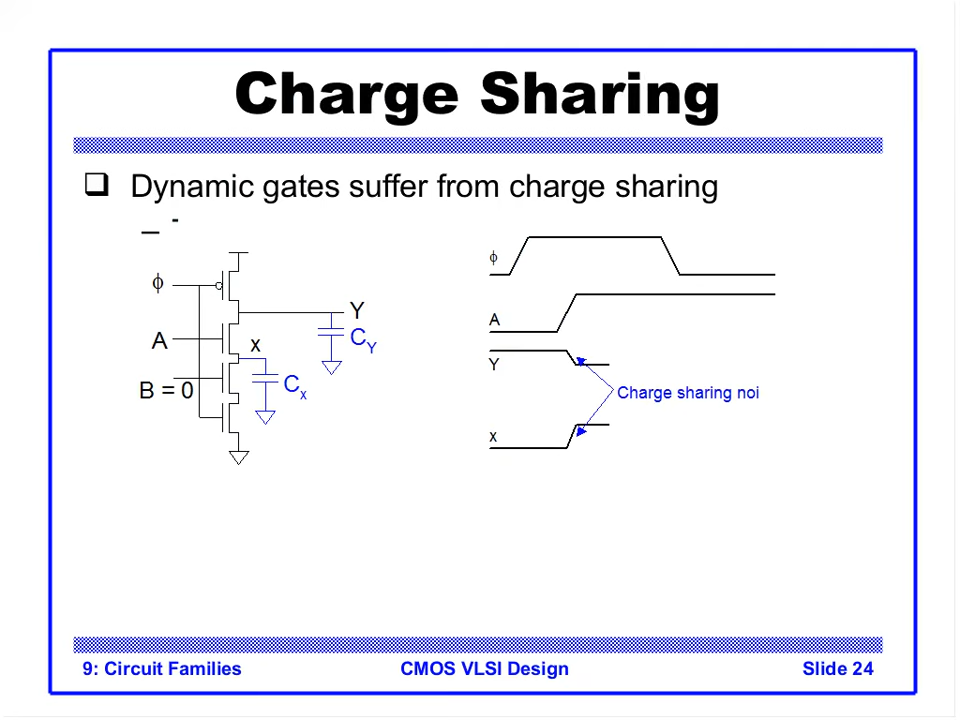 Charge Sharing
❑ Dynamic gates suffer from charge sharing
– -
ϕ
A
B = 0
x
Y
C_Y
C_x
ϕ
A
Y
x
Charge sharing noi
9: Circuit Families CMOS VLSI Design Slide 24